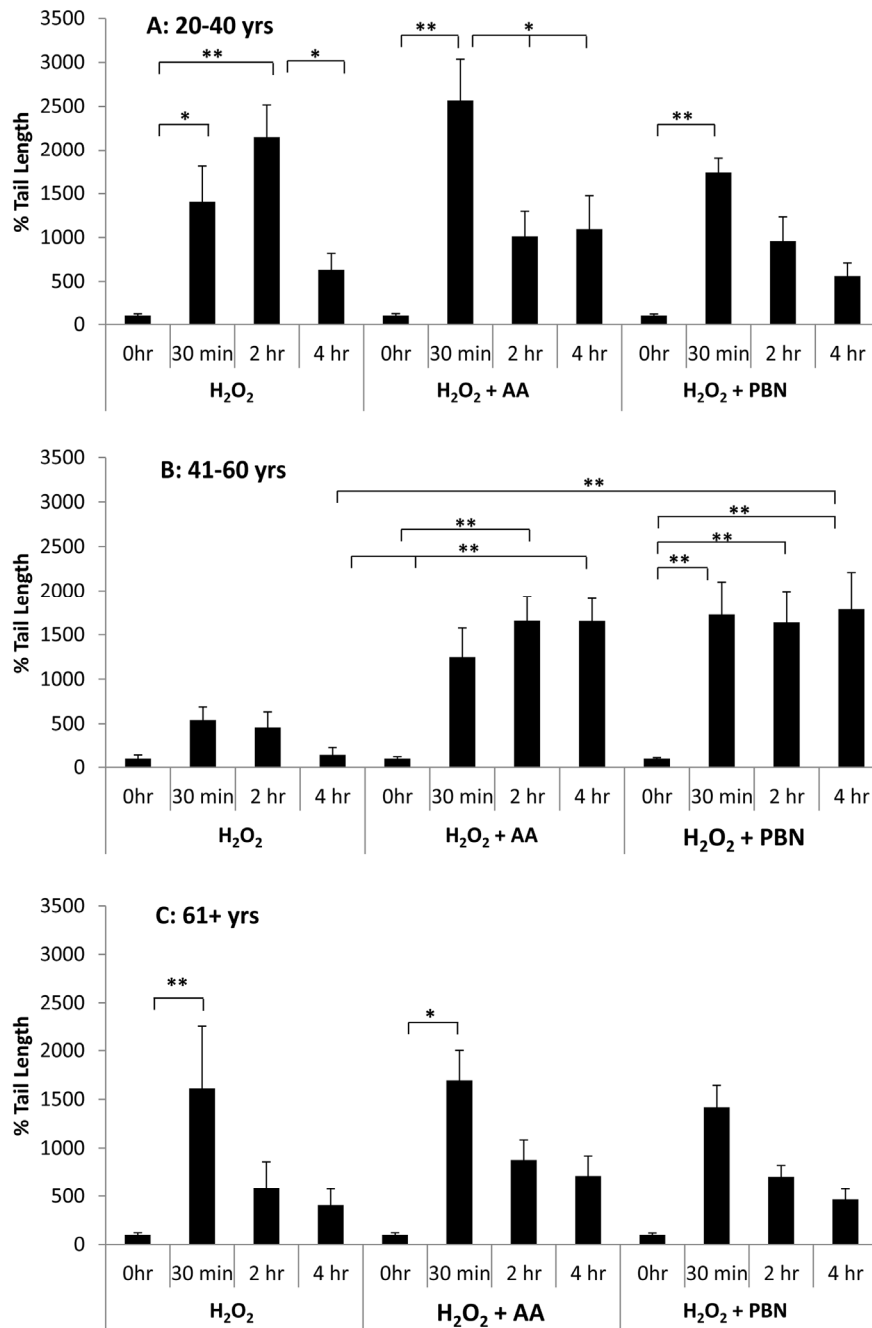 A: 20-40 yrs
** * ** * **
*
3500
3000
2500
2000
1500
1000
500
0
% Tail Length
0hr 30 min 2 hr 4 hr 0hr 30 min 2 hr 4 hr 0hr 30 min 2 hr 4 hr
H₂O₂ H₂O₂ + AA H₂O₂ + PBN
B: 41-60 yrs
**
**
** **
** **
3500
3000
2500
2000
1500
1000
500
0
% Tail Length
0hr 30 min 2 hr 4 hr 0hr 30 min 2 hr 4 hr 0hr 30 min 2 hr 4 hr
H₂O₂ H₂O₂ + AA H₂O₂ + PBN
C: 61+ yrs
** *
3500
3000
2500
2000
1500
1000
500
0
% Tail Length
0hr 30 min 2 hr 4 hr 0hr 30 min 2 hr 4 hr 0hr 30 min 2 hr 4 hr
H₂O₂ H₂O₂ + AA H₂O₂ + PBN